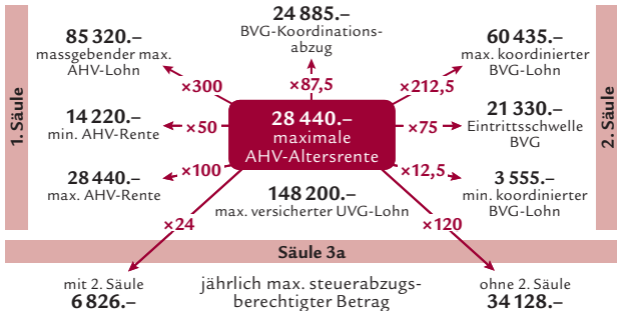 85 320.–
massgebender max.
AHV-Lohn
24 885.–
BVG-Koordinations-
abzug
60 435.–
max. koordinierter
BVG-Lohn
×300
×87,5
×212,5
1. Säule
14 220.–
min. AHV-Rente
×50
28 440.–
maximale
AHV-Altersrente
×75
21 330.–
Eintrittsschwelle
BVG
2. Säule
28 440.–
max. AHV-Rente
×100
×12,5
3 555.–
min. koordinierter
BVG-Lohn
148 200.–
max. versicherter UVG-Lohn
×24
×120
Säule 3a
mit 2. Säule
6 826.–
jährlich max. steuerabzugs-
berechtigter Betrag
ohne 2. Säule
34 128.–